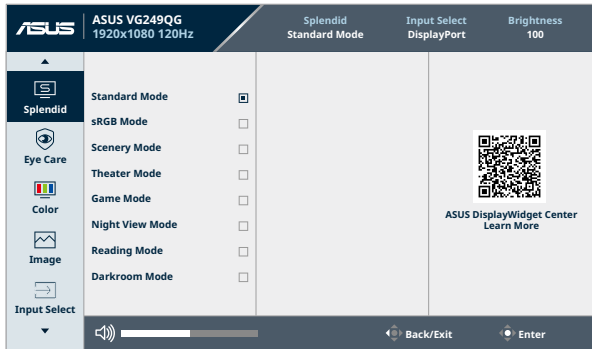 ASUS
ASUS VG249QG
1920x1080 120Hz
Splendid
Standard Mode
Input Select
DisplayPort
Brightness
100
Splendid
Eye Care
Color
Image
Input Select
Standard Mode
sRGB Mode
Scenery Mode
Theater Mode
Game Mode
Night View Mode
Reading Mode
Darkroom Mode
ASUS DisplayWidget Center
Learn More
Back/Exit
Enter